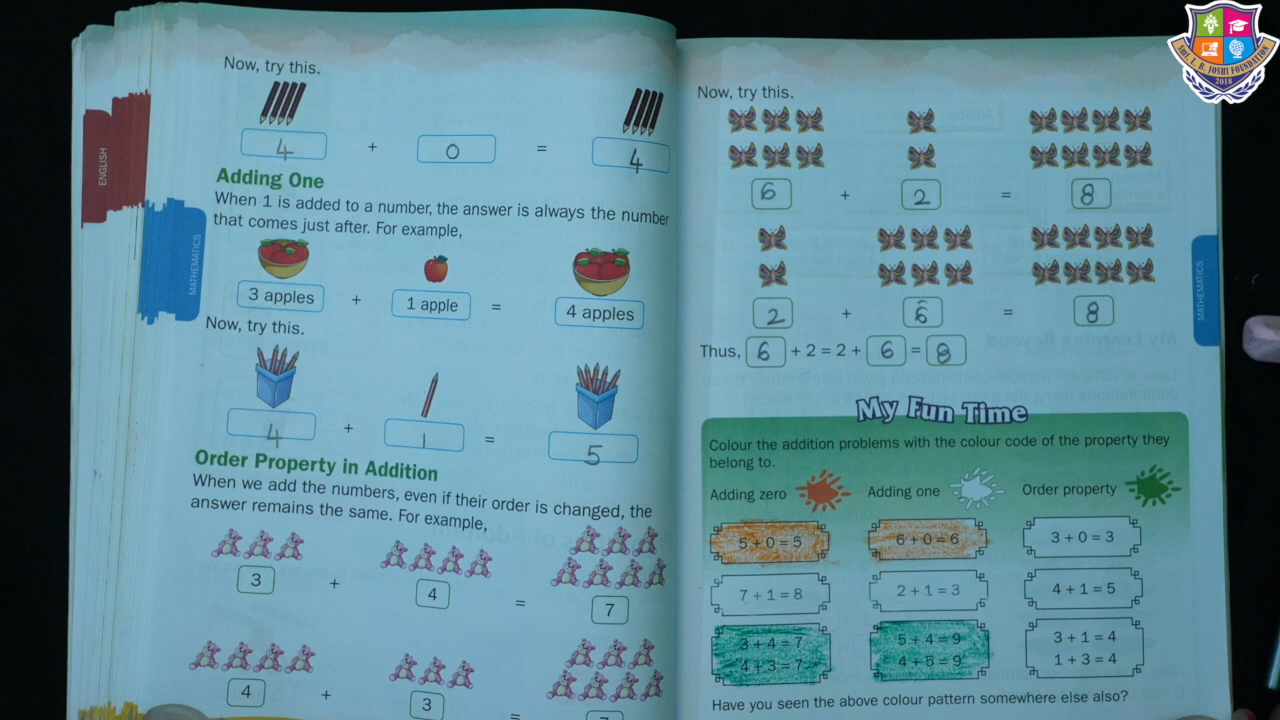 Now, try this.
4 + 0 = 4
Adding One
When 1 is added to a number, the answer is always the number
that comes just after. For example,
3 apples + 1 apple = 4 apples
Now, try this.
4 + 1 = 5
Order Property in Addition
When we add the numbers, even if their order is changed, the
answer remains the same. For example,
3 + 4 = 7
4 + 3 = 7
ENGLISH
MATHEMATICS
Now, try this.
6 + 2 = 8
2 + 6 = 8
Thus, 6 + 2 = 2 + 6 = 8
My Fun Time
Colour the addition problems with the colour code of the property they
belong to.
Adding zero Adding one Order property
5 + 0 = 5 6 + 0 = 6 3 + 0 = 3
7 + 1 = 8 2 + 1 = 3 4 + 1 = 5
3 + 4 = 7 5 + 4 = 9 3 + 1 = 4
4 + 3 = 7 4 + 5 = 9 1 + 3 = 4
Have you seen the above colour pattern somewhere else also?
MATHEMATICS
SHRI. L. B. JOSHI FOUNDATION
2018